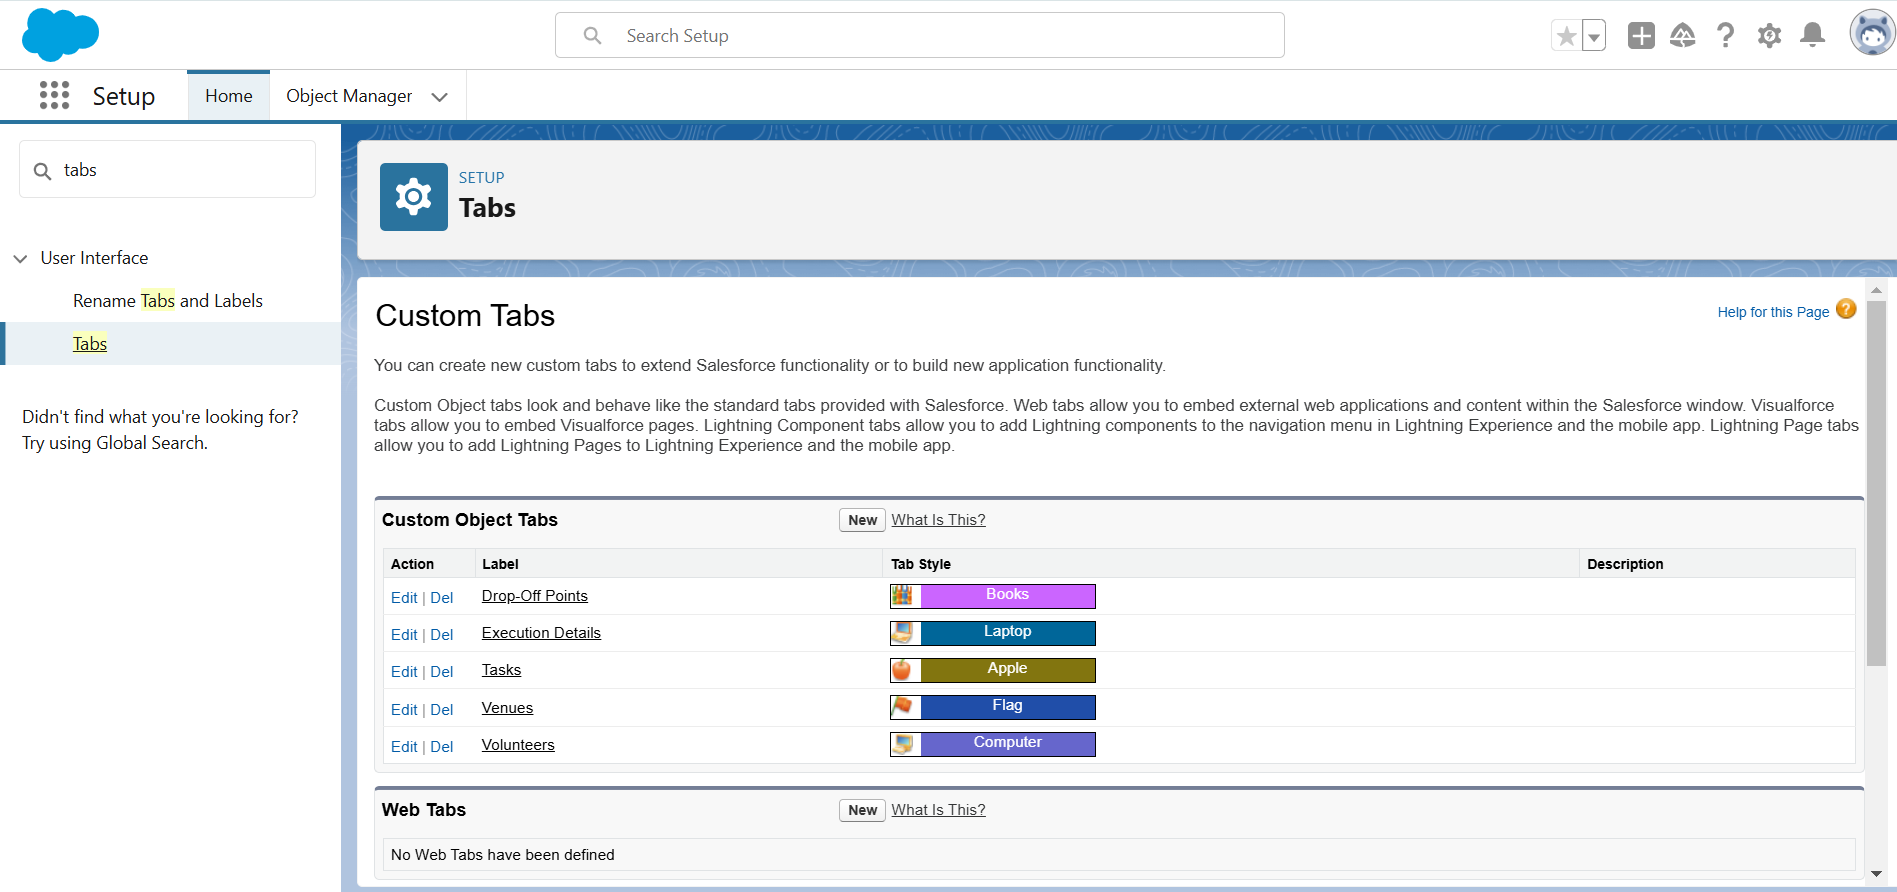 Search Setup
Setup
Home
Object Manager
tabs
User Interface
Rename Tabs and Labels
Tabs
Didn't find what you're looking for?
Try using Global Search.
SETUP
Tabs
Custom Tabs
Help for this Page
You can create new custom tabs to extend Salesforce functionality or to build new application functionality.
Custom Object tabs look and behave like the standard tabs provided with Salesforce. Web tabs allow you to embed external web applications and content within the Salesforce window. Visualforce
tabs allow you to embed Visualforce pages. Lightning Component tabs allow you to add Lightning components to the navigation menu in Lightning Experience and the mobile app. Lightning Page tabs
allow you to add Lightning Pages to Lightning Experience and the mobile app.
Custom Object Tabs New What Is This?
Action Label Tab Style Description
Edit | Del Drop-Off Points Books
Edit | Del Execution Details Laptop
Edit | Del Tasks Apple
Edit | Del Venues Flag
Edit | Del Volunteers Computer
Web Tabs New What Is This?
No Web Tabs have been defined